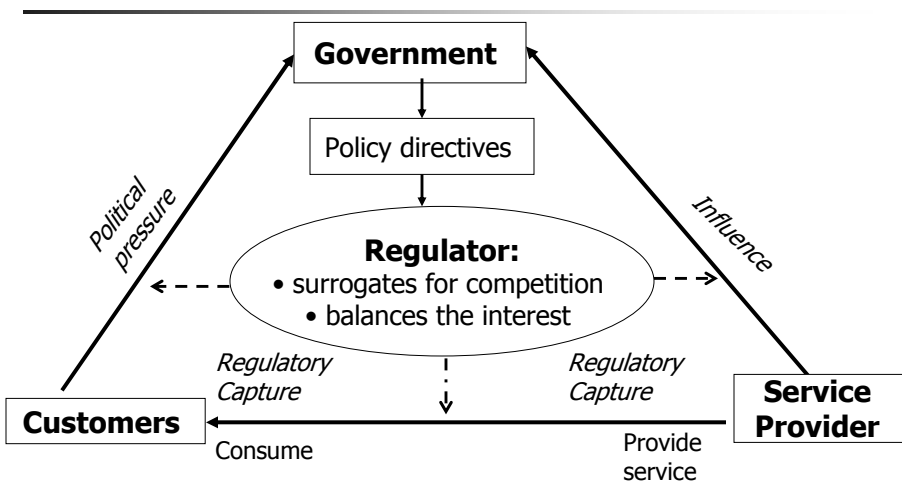 Government
Policy directives
Political
pressure
Influence
Regulator:
• surrogates for competition
• balances the interest
Regulatory
Capture
Regulatory
Capture
Customers
Service
Provider
Consume
Provide
service